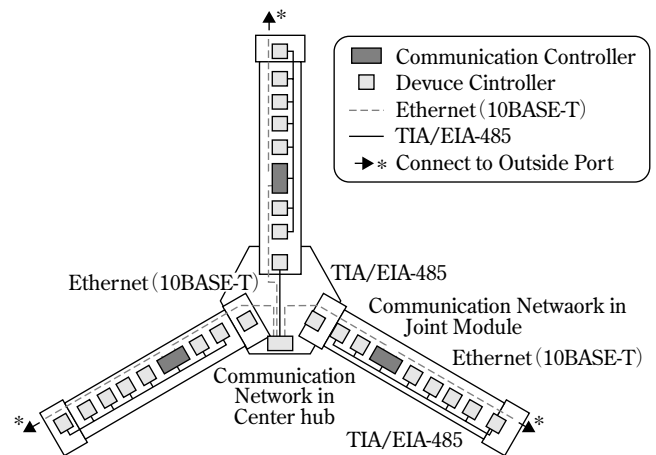 *
Communication Controller
Devuce Cintroller
Ethernet(10BASE-T)
TIA/EIA-485
* Connect to Outside Port
Ethernet(10BASE-T)
TIA/EIA-485
Communication Netwaork in
Joint Module
Ethernet(10BASE-T)
Communication
Network in
Center hub
*
*
TIA/EIA-485